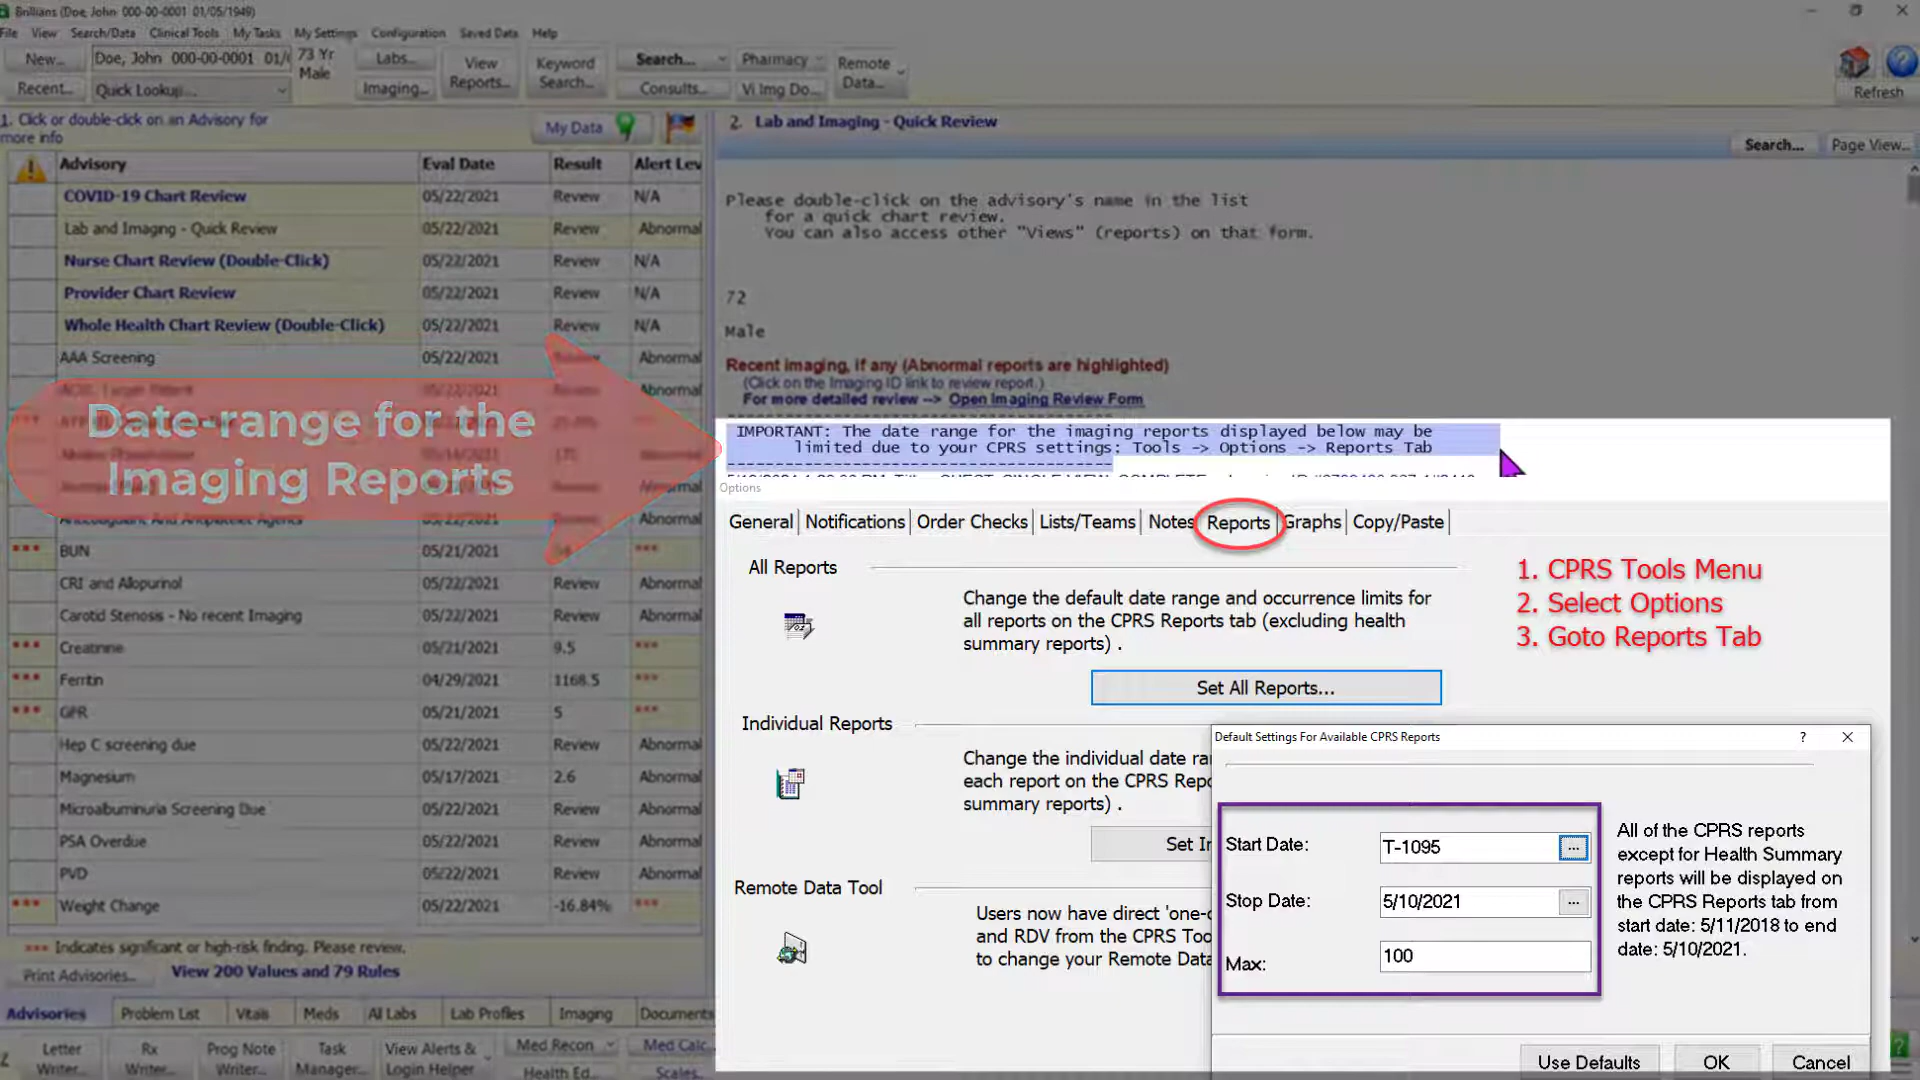 Brillians (Doe, John 000-00-0001 01/05/1949)
File View Search/Data Clinical Tools My Tasks My Settings Configuration Saved Data Help
New...
Doe, John 000-00-0001 01/(
73 Yr
Male
Labs...
View
Reports...
Keyword
Search...
Search...
Pharmacy
Remote
Data...
Recent...
Quick Lookup...
Imaging...
Consults...
Vi Img Do...
Refresh
1. Click or double-click on an Advisory for
more info
My Data
2. Lab and Imaging - Quick Review
Search...
Page View...
Advisory Eval Date Result Alert Lev
COVID-19 Chart Review 05/22/2021 Review N/A
Lab and Imaging - Quick Review 05/22/2021 Review Abnormal
Nurse Chart Review (Double-Click) 05/22/2021 Review N/A
Provider Chart Review 05/22/2021 Review N/A
Whole Health Chart Review (Double-Click) 05/22/2021 Review N/A
AAA Screening 05/22/2021 Abnormal
Abnormal
Date-range for the
Imaging Reports
BUN 05/21/2021 ***
CRI and Allopurinol 05/22/2021 Review Abnormal
Carotid Stenosis - No recent Imaging 05/22/2021 Review Abnormal
*** Creatinine 05/21/2021 9.5 ***
*** Ferritin 04/29/2021 1168.5 ***
*** GFR 05/21/2021 5 ***
Hep C screening due 05/22/2021 Review Abnormal
Magnesium 05/17/2021 2.6 Abnormal
Microalbuminuria Screening Due 05/22/2021 Review Abnormal
PSA Overdue 05/22/2021 Review Abnormal
PVD 05/22/2021 Review Abnormal
*** Weight Change 05/22/2021 -16.84% ***
*** Indicates significant or high-risk finding. Please review.
Print Advisories...
View 200 Values and 79 Rules
Advisories Problem List Vitals Meds All Labs Lab Profiles Imaging Documents
Letter
Writer...
Rx
Writer...
Prog Note
Writer...
Task
Manager...
View Alerts &
Login Helper
Med Recon
Health Ed...
Med Calc..
Scales..
Please double-click on the advisory's name in the list
for a quick chart review.
You can also access other "Views" (reports) on that form.
72
Male
Recent imaging, if any (Abnormal reports are highlighted)
(Click on the Imaging ID link to review report.)
For more detailed review --> Open Imaging Review Form
IMPORTANT: The date range for the imaging reports displayed below may be
limited due to your CPRS settings: Tools -> Options -> Reports Tab
Options
General Notifications Order Checks Lists/Teams Notes Reports Graphs Copy/Paste
All Reports
Change the default date range and occurrence limits for
all reports on the CPRS Reports tab (excluding health
summary reports) .
Set All Reports...
1. CPRS Tools Menu
2. Select Options
3. Goto Reports Tab
Individual Reports
Change the individual date ra
each report on the CPRS Repo
summary reports) .
Set In
Remote Data Tool
Users now have direct 'one-c
and RDV from the CPRS Too
to change your Remote Data
Default Settings For Available CPRS Reports
?
Start Date: T-1095 ...
Stop Date: 5/10/2021 ...
Max: 100
All of the CPRS reports
except for Health Summary
reports will be displayed on
the CPRS Reports tab from
start date: 5/11/2018 to end
date: 5/10/2021.
Use Defaults OK Cancel